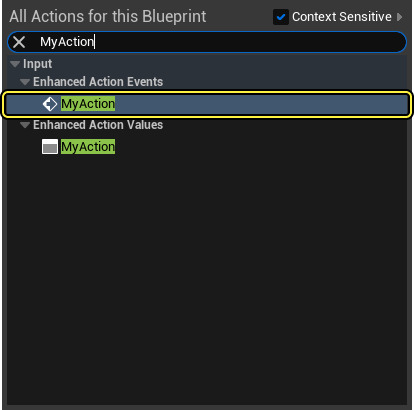 All Actions for this Blueprint Context Sensitive
MyAction
Input
Enhanced Action Events
MyAction
Enhanced Action Values
MyAction